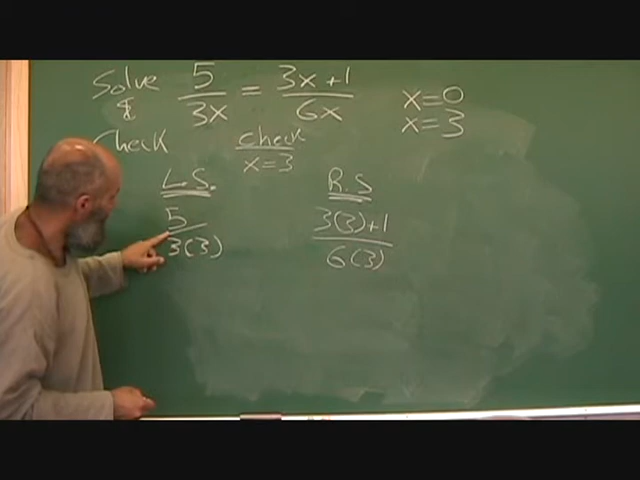 Solve 5/3x = 3x+1/6x
& Check
x=0
x=3
check
x=3
L.S. R.S
5/3(3) 3(3)+1/6(3)